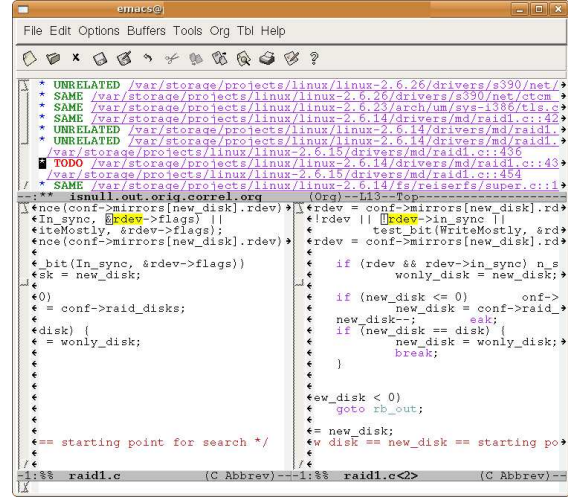 emacs@j
File Edit Options Buffers Tools Org Tbl Help
* UNRELATED /var/storage/projects/linux/linux-2.6.26/drivers/s390/net/
* SAME /var/storage/projects/linux/linux-2.6.26/drivers/s390/net/ctcm_
* SAME /var/storage/projects/linux/linux-2.6.23/arch/um/sys-i386/tls.c
* SAME /var/storage/projects/linux/linux-2.6.14/drivers/md/raid1.c::42
* UNRELATED /var/storage/projects/linux/linux-2.6.14/drivers/md/raid1.
* UNRELATED /var/storage/projects/linux/linux-2.6.14/drivers/md/raid1.
/var/storage/projects/linux/linux-2.6.15/drivers/md/raid1.c::436
* TODO /var/storage/projects/linux/linux-2.6.14/drivers/md/raid1.c::43
/var/storage/projects/linux/linux-2.6.15/drivers/md/raid1.c::454
* SAME /var/storage/projects/linux/linux-2.6.14/fs/reiserfs/super.c::1
--:** isnull.out.orig.correl.org (Org)--L13--Top
nce(conf->mirrors[new_disk].rdev)
In_sync, &rdev->flags) ||
iteMostly, &rdev->flags);
nce(conf->mirrors[new_disk].rdev)
_bit(In_sync, &rdev->flags))
sk = new_disk;
0)
= conf->raid_disks;
disk) {
= wonly_disk;
== starting point for search */
-1:%% raid1.c (C Abbrev)--
rdev = conf->mirrors[new_disk].rd
!rdev || !rdev->in_sync ||
test_bit(WriteMostly, &rd
rdev = conf->mirrors[new_disk].rd
if (rdev && rdev->in_sync) n_s
wonly_disk = new_disk;
if (new_disk <= 0) onf->
new_disk = conf->raid_
new_disk--; eak;
if (new_disk == disk) {
new_disk = wonly_disk;
break;
}
ew_disk < 0)
goto rb_out;
= new_disk;
w disk == new_disk == starting po
-1:%% raid1.c<2> (C Abbrev)--